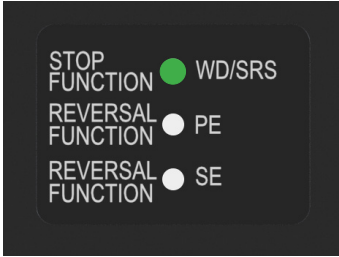 STOP
FUNCTION WD/SRS
REVERSAL
FUNCTION PE
REVERSAL
FUNCTION SE